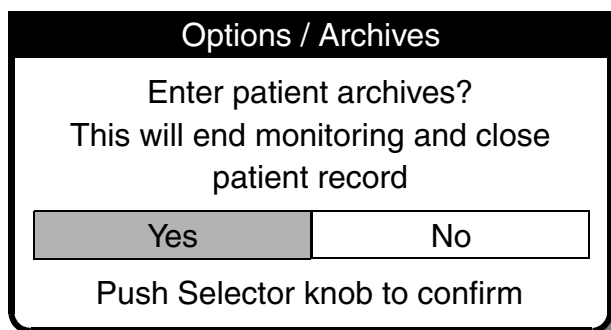 Options / Archives
Enter patient archives?
This will end monitoring and close
patient record
Yes No
Push Selector knob to confirm